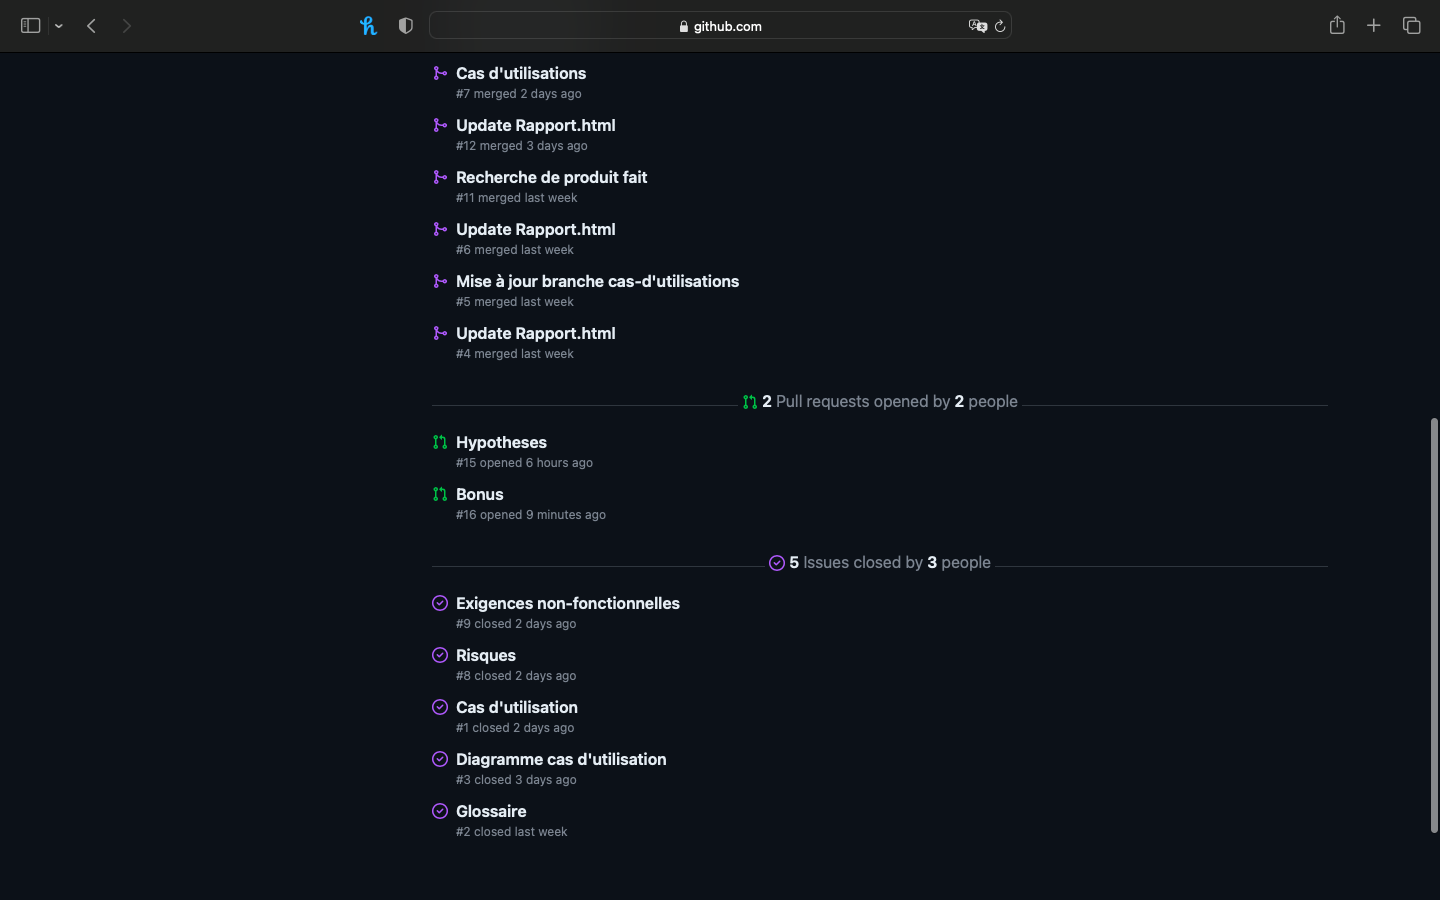 github.com
Cas d'utilisations
#7 merged 2 days ago
Update Rapport.html
#12 merged 3 days ago
Recherche de produit fait
#11 merged last week
Update Rapport.html
#6 merged last week
Mise à jour branche cas-d'utilisations
#5 merged last week
Update Rapport.html
#4 merged last week
2 Pull requests opened by 2 people
Hypotheses
#15 opened 6 hours ago
Bonus
#16 opened 9 minutes ago
5 Issues closed by 3 people
Exigences non-fonctionnelles
#9 closed 2 days ago
Risques
#8 closed 2 days ago
Cas d'utilisation
#1 closed 2 days ago
Diagramme cas d'utilisation
#3 closed 3 days ago
Glossaire
#2 closed last week